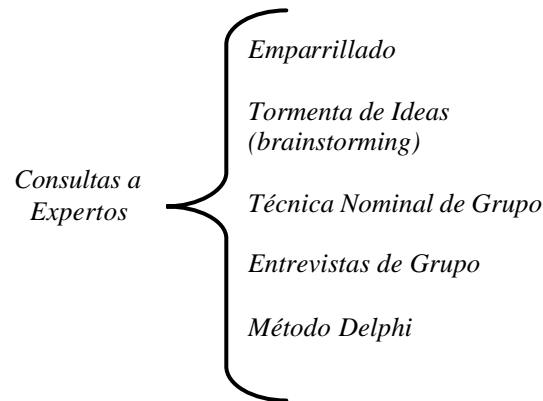 Consultas a
Expertos
Emparrillado
Tormenta de Ideas
(brainstorming)
Técnica Nominal de Grupo
Entrevistas de Grupo
Método Delphi